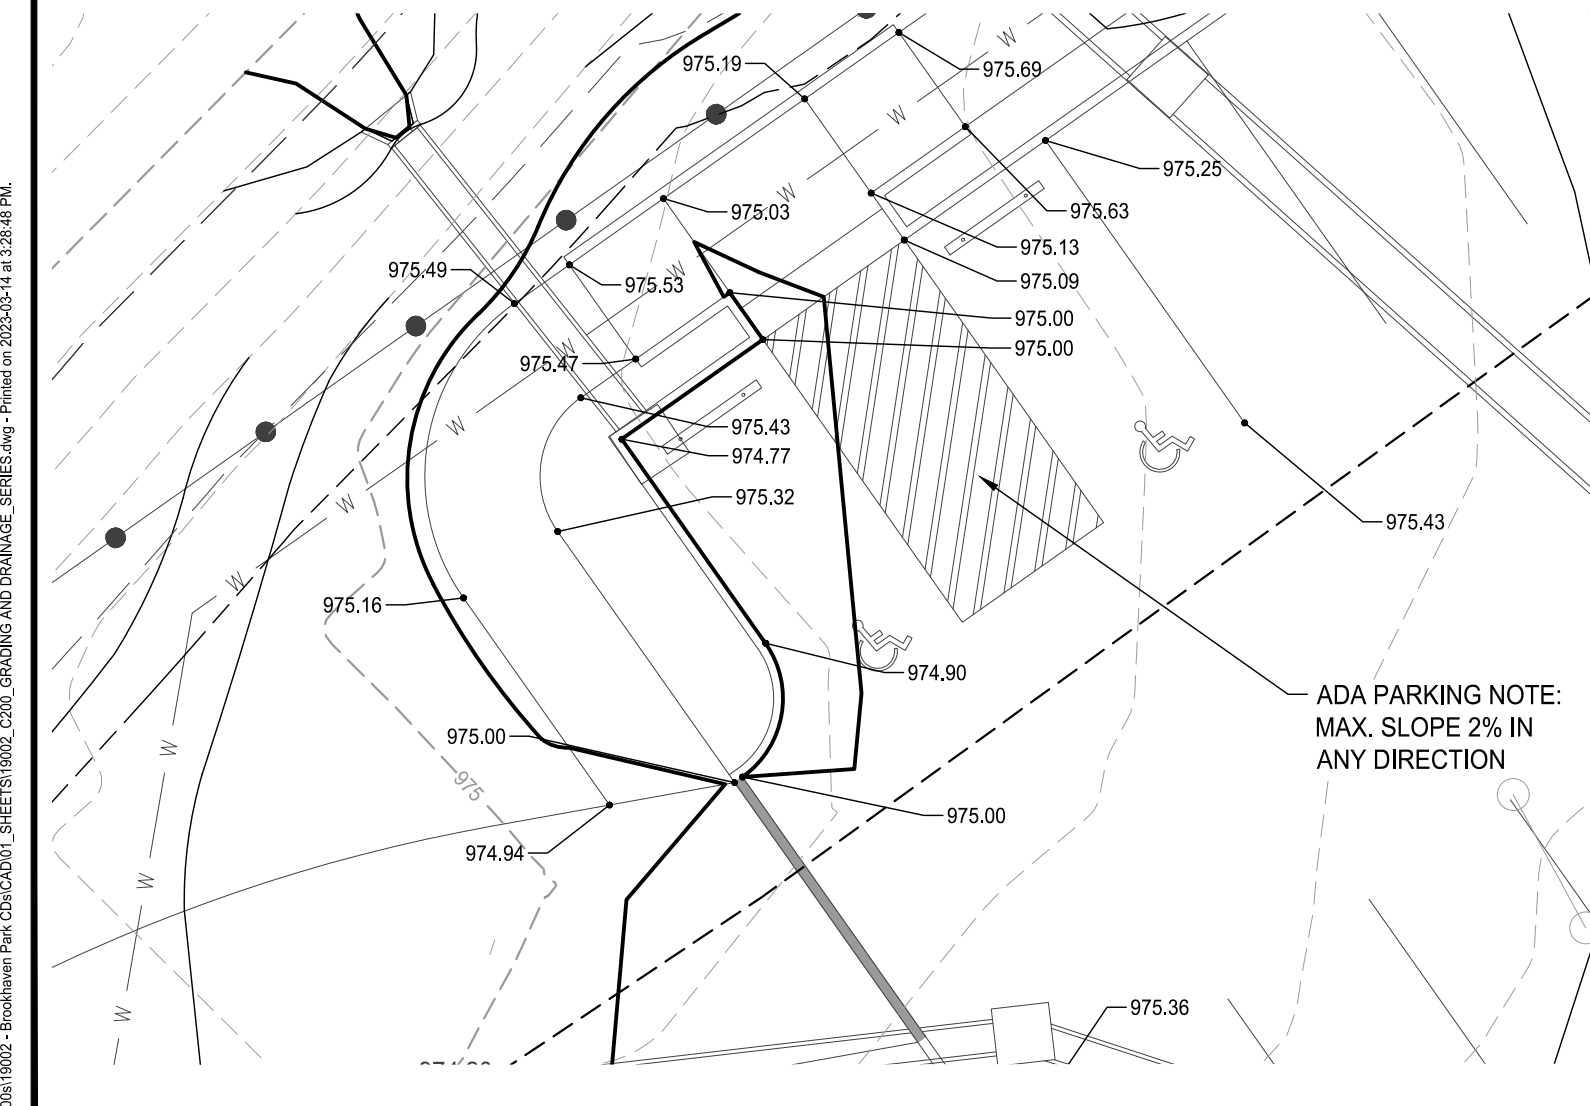 00s\19002 - Brookhaven Park CDs\CAD\01_SHEETS\19002_C200_GRADING AND DRAINAGE_SERIES.dwg - Printed on 2023-03-14 at 3:28:48 PM.
W
975.19
975.69
W
975.25
W
975.03
975.63
975.13
975.49
W
975.53
975.09
975.00
975.00
975.47
W
975.43
974.77
W
975.32
975.43
W
975.16
974.90
ADA PARKING NOTE:
MAX. SLOPE 2% IN
ANY DIRECTION
975.00
W
975
975.00
974.94
W
975.36
W